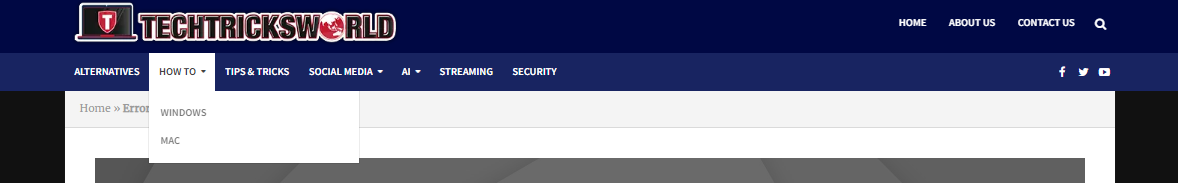 TECHTRICKSWORLD
HOME ABOUT US CONTACT US
ALTERNATIVES HOW TO TIPS & TRICKS SOCIAL MEDIA AI STREAMING SECURITY
Home » Error
WINDOWS
MAC